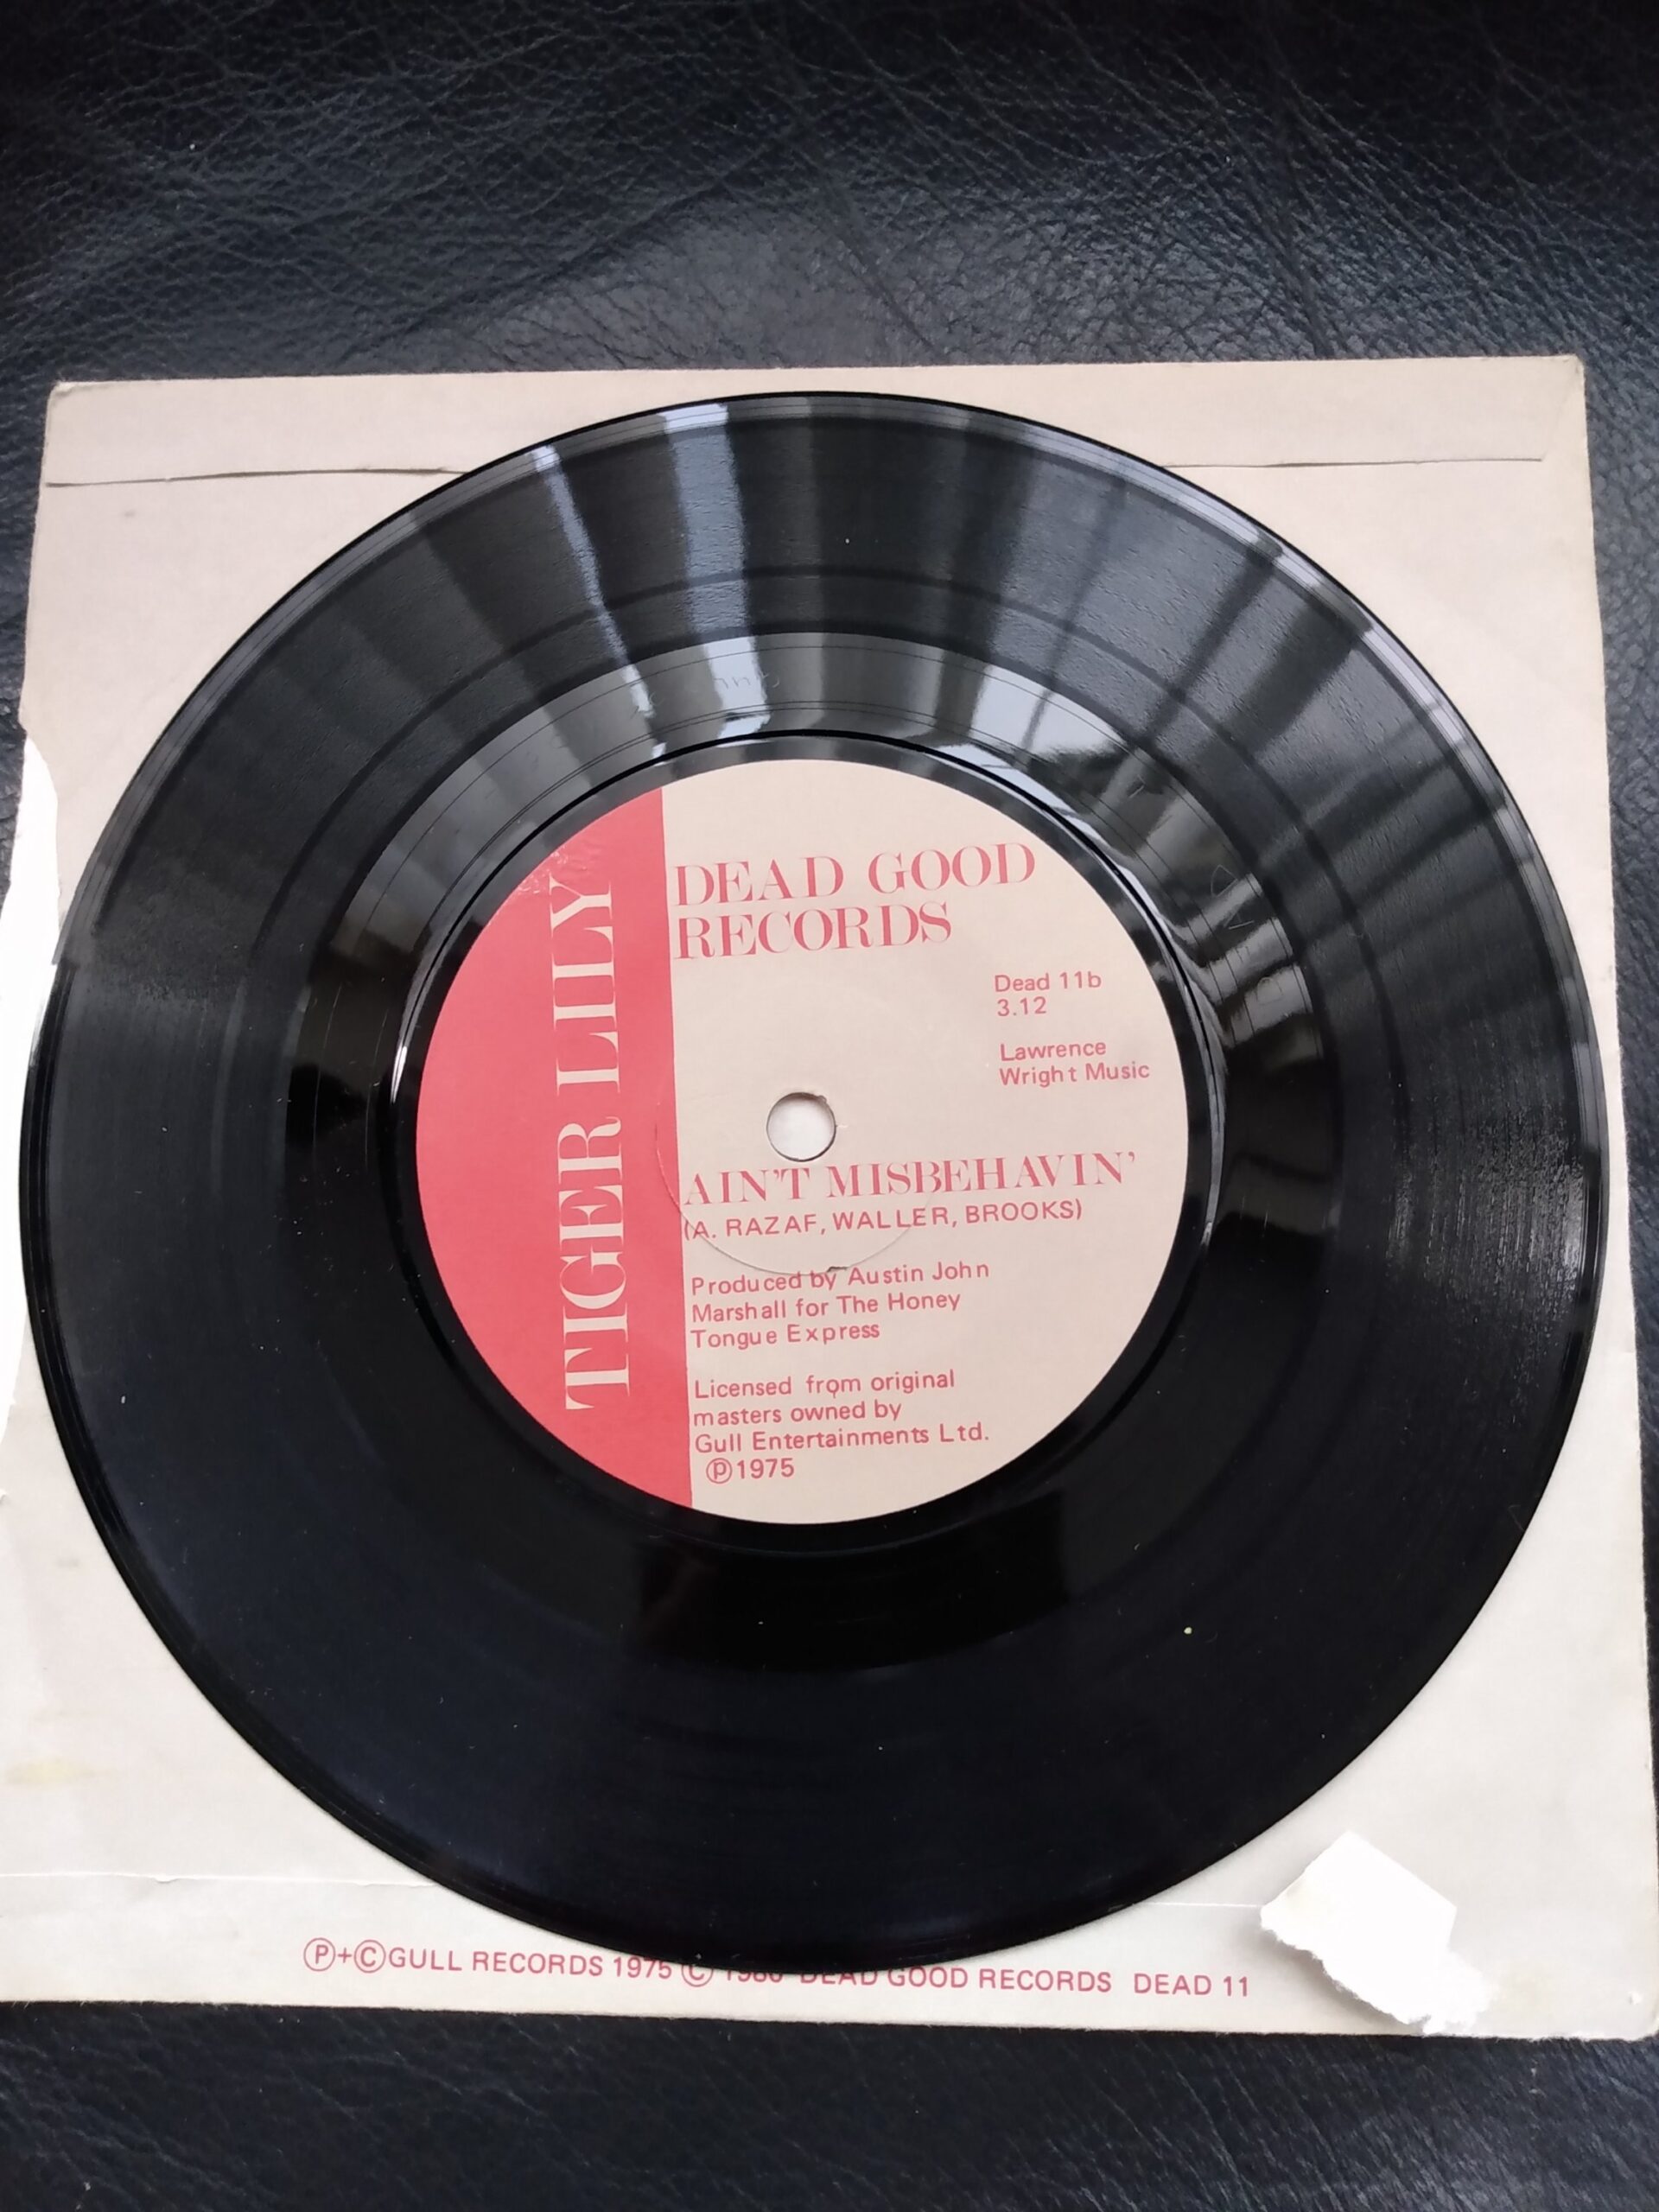 TIGER LILY
DEAD GOOD
RECORDS
Dead 11b
3.12
Lawrence
Wright Music
AIN'T MISBEHAVIN'
(A. RAZAF, WALLER, BROOKS)
Produced by Austin John
Marshall for The Honey
Tongue Express
Licensed from original
masters owned by
Gull Entertainments Ltd.
℗1975
℗+©GULL RECORDS 1975 © 1980 DEAD GOOD RECORDS DEAD 11